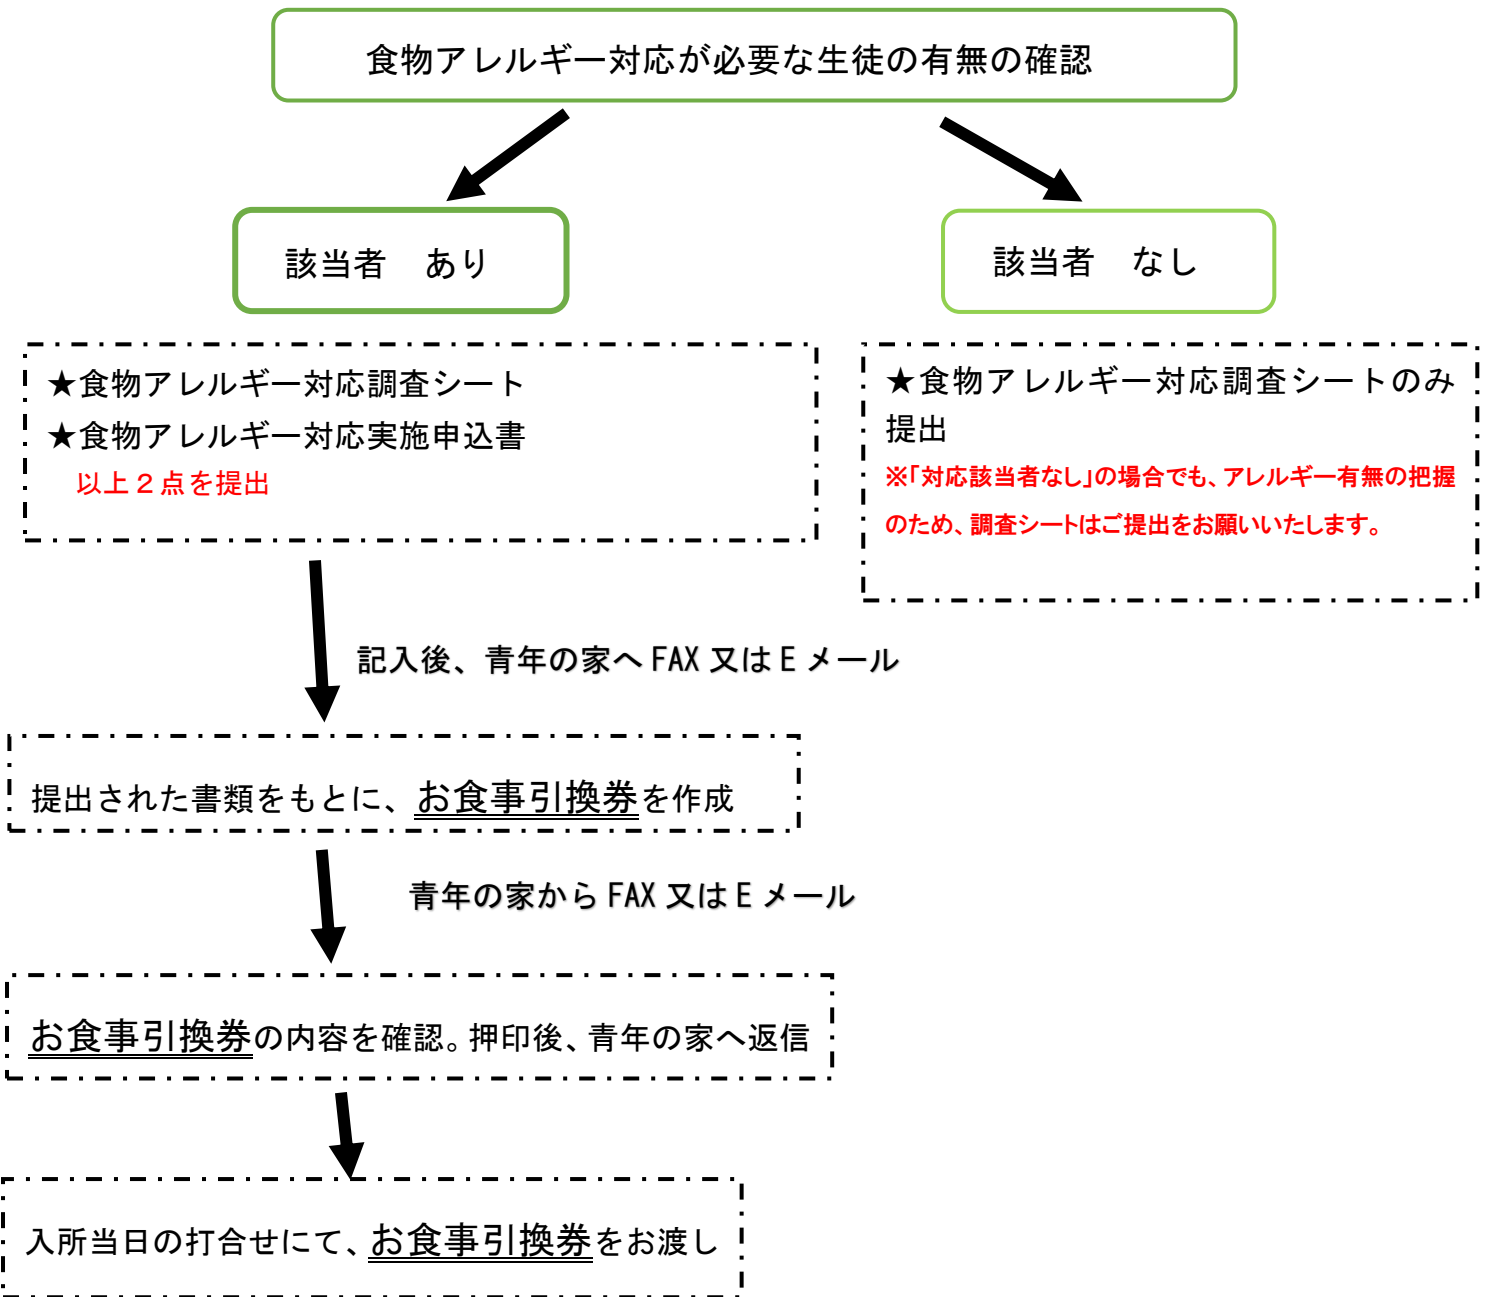 食物アレルギー対応が必要な生徒の有無の確認
該当者　あり
該当者　なし
★食物アレルギー対応調査シート
★食物アレルギー対応実施申込書
以上２点を提出
★食物アレルギー対応調査シートのみ
提出
※「対応該当者なし」の場合でも、アレルギー有無の把握
のため、調査シートはご提出をお願いいたします。
記入後、青年の家へ FAX 又は E メール
提出された書類をもとに、お食事引換券を作成
青年の家から FAX 又は E メール
お食事引換券の内容を確認。押印後、青年の家へ返信
入所当日の打合せにて、お食事引換券をお渡し